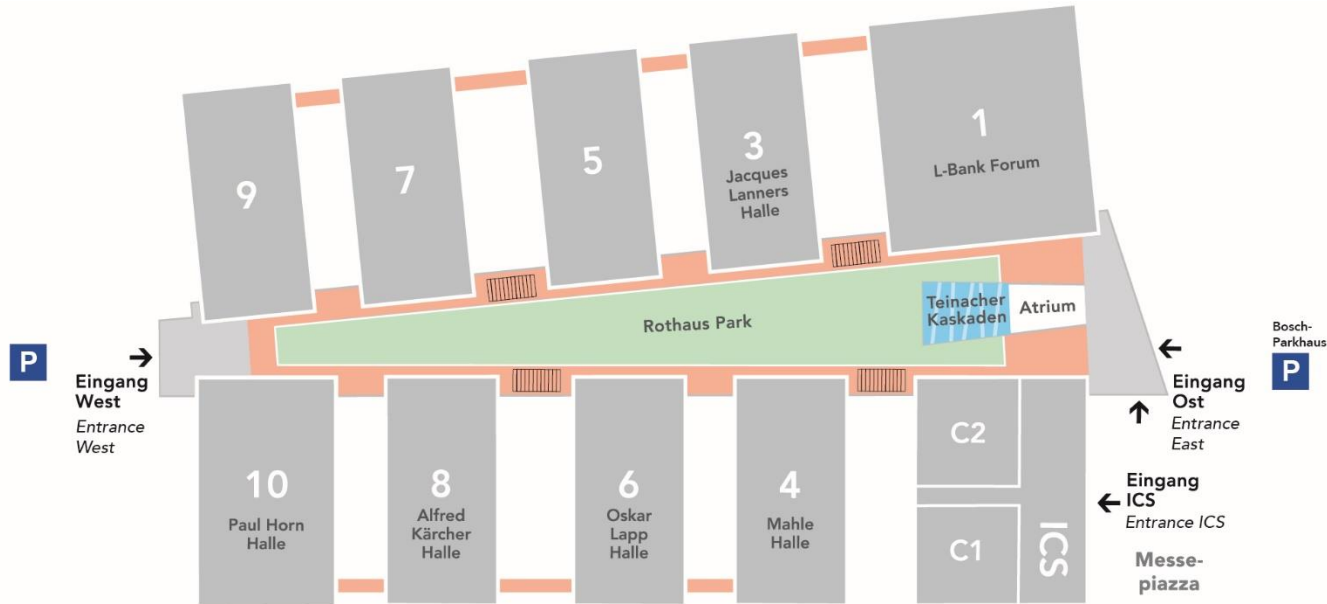 1
L-Bank Forum
3
Jacques
Lanners
Halle
5
7
9
Rothaus Park
Teinacher
Kaskaden
Atrium
P
Eingang
West
Entrance
West
Bosch-
Parkhaus
P
Eingang
Ost
Entrance
East
10
Paul Horn
Halle
8
Alfred
Kärcher
Halle
6
Oskar
Lapp
Halle
4
Mahle
Halle
C2
C1
ICS
Eingang
ICS
Entrance ICS
Messe-
piazza